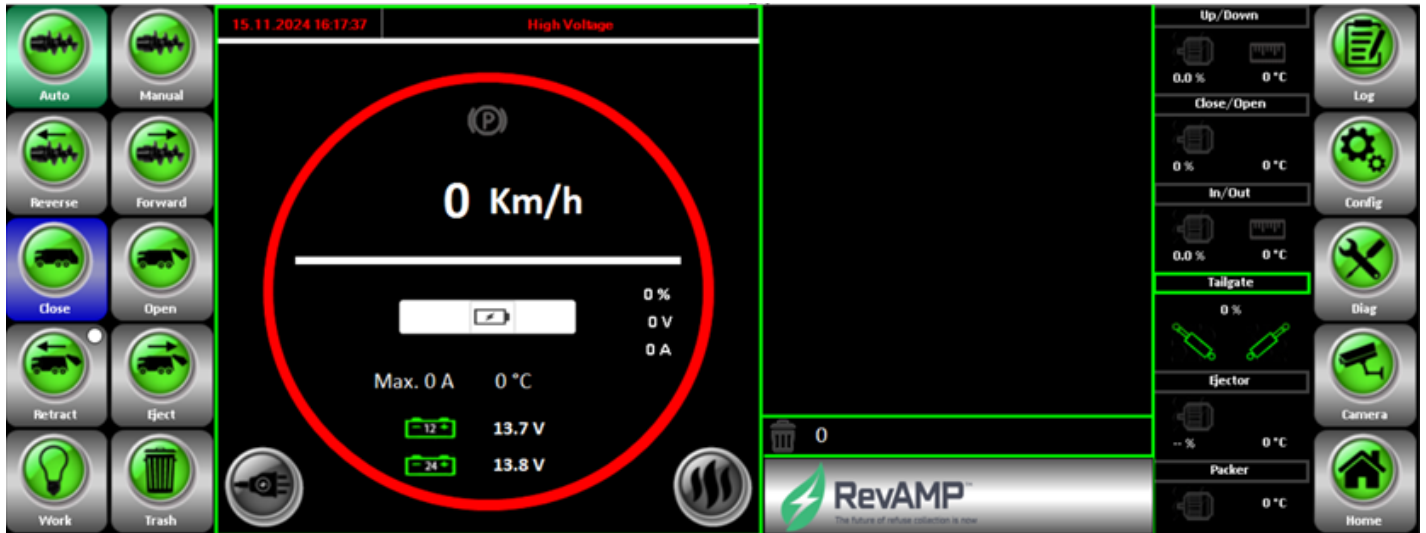 Auto
Manual
Reverse
Forward
Close
Open
Retract
Eject
Work
Trash
15.11.2024 16:17:37
High Voltage
P
0 Km/h
0 %
0 V
0 A
Max. 0 A 0 °C
- 12 + 13.7 V
- 24 + 13.8 V
0
RevAMP™
The future of refuse collection is now
Up/Down
0.0 % 0 °C
Close/Open
0 % 0 °C
In/Out
0.0 % 0 °C
Tailgate
0 %
Ejector
-- % 0 °C
Packer
0 °C
Log
Config
Diag
Camera
Home